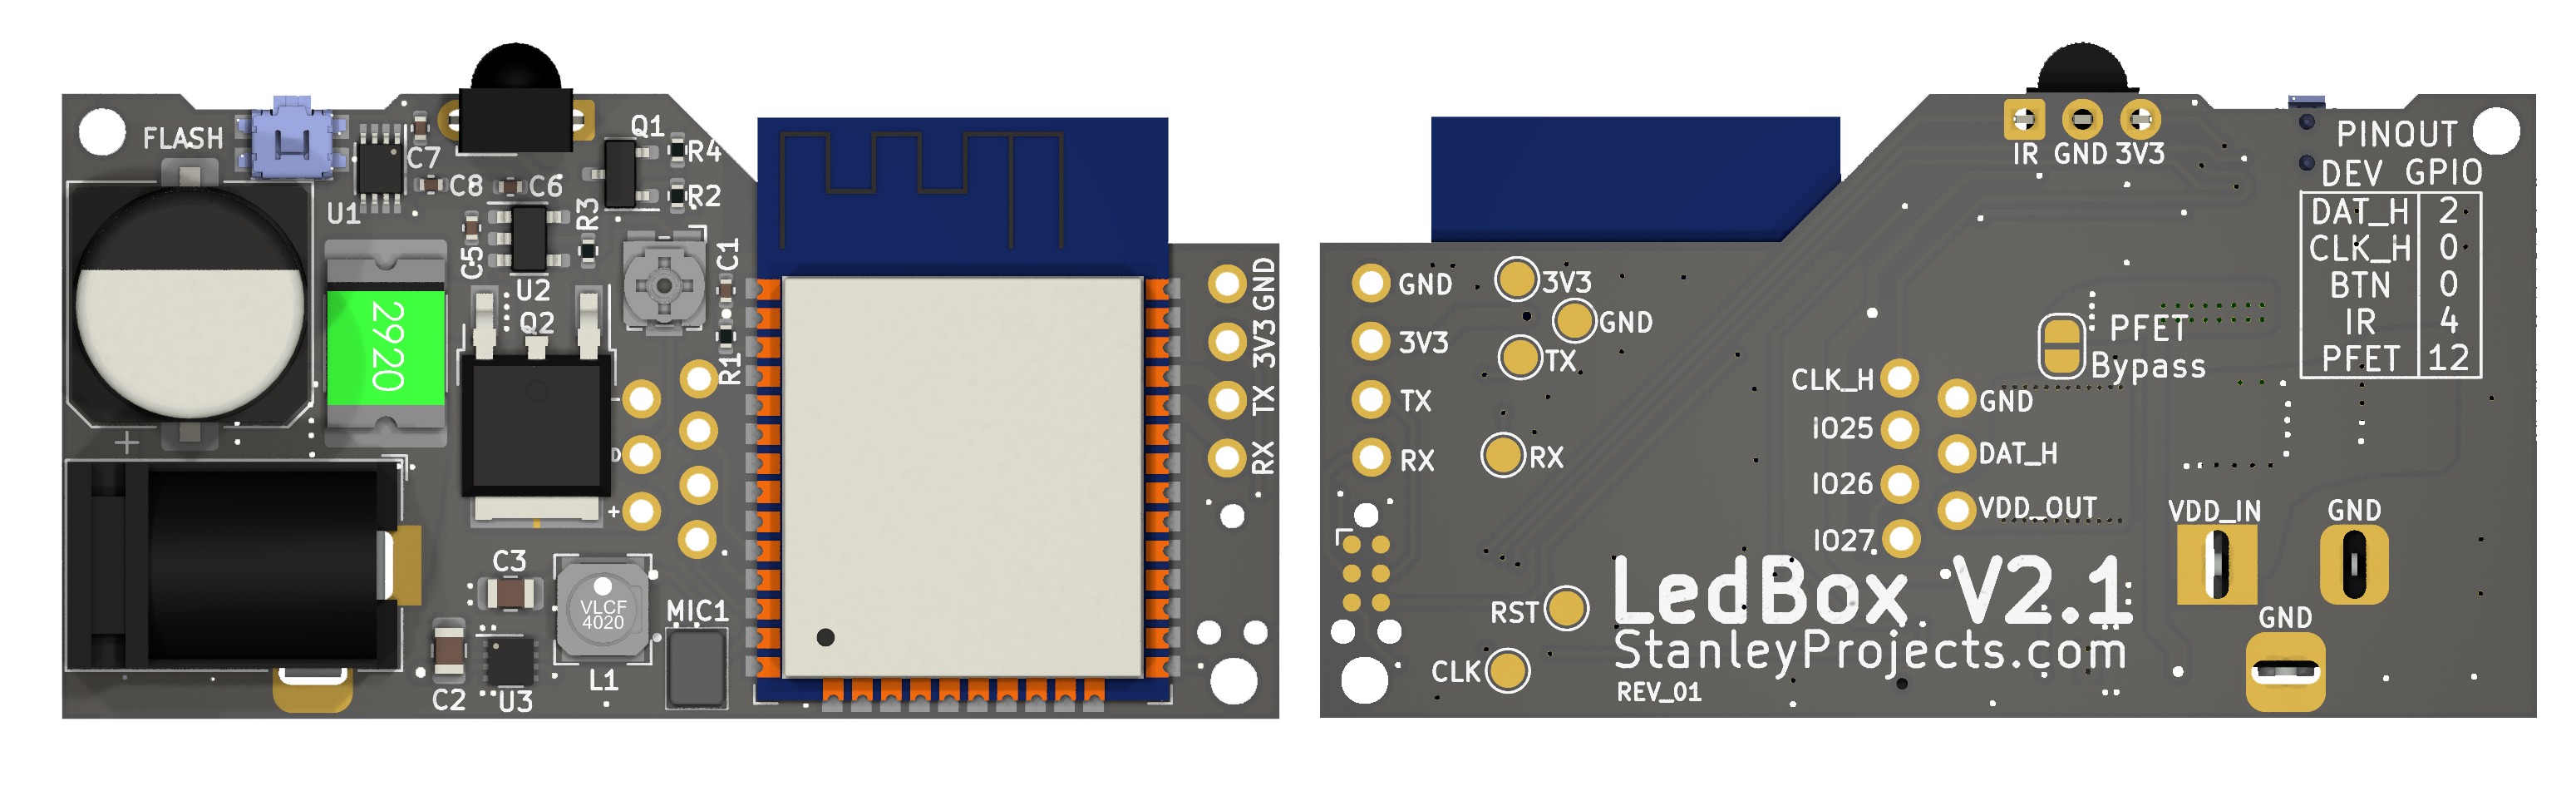 FLASH
U1
C7
C8
C6
Q1
R4
R2
R3
C5
U2
Q2
C1
R1
2920
+
-
D
+
C3
C2
U3
VLCF
4020
L1
MIC1
GND
3V3
TX
RX
IR GND 3V3
PINOUT
DEV GPIO
DAT_H 2
CLK_H 0
BTN 0
IR 4
PFET 12
GND
3V3
TX
RX
3V3
GND
TX
RX
RST
CLK
PFET
Bypass
CLK_H
IO25
IO26
IO27
GND
DAT_H
VDD_OUT
VDD_IN
GND
GND
LedBox V2.1
StanleyProjects.com
REV_01